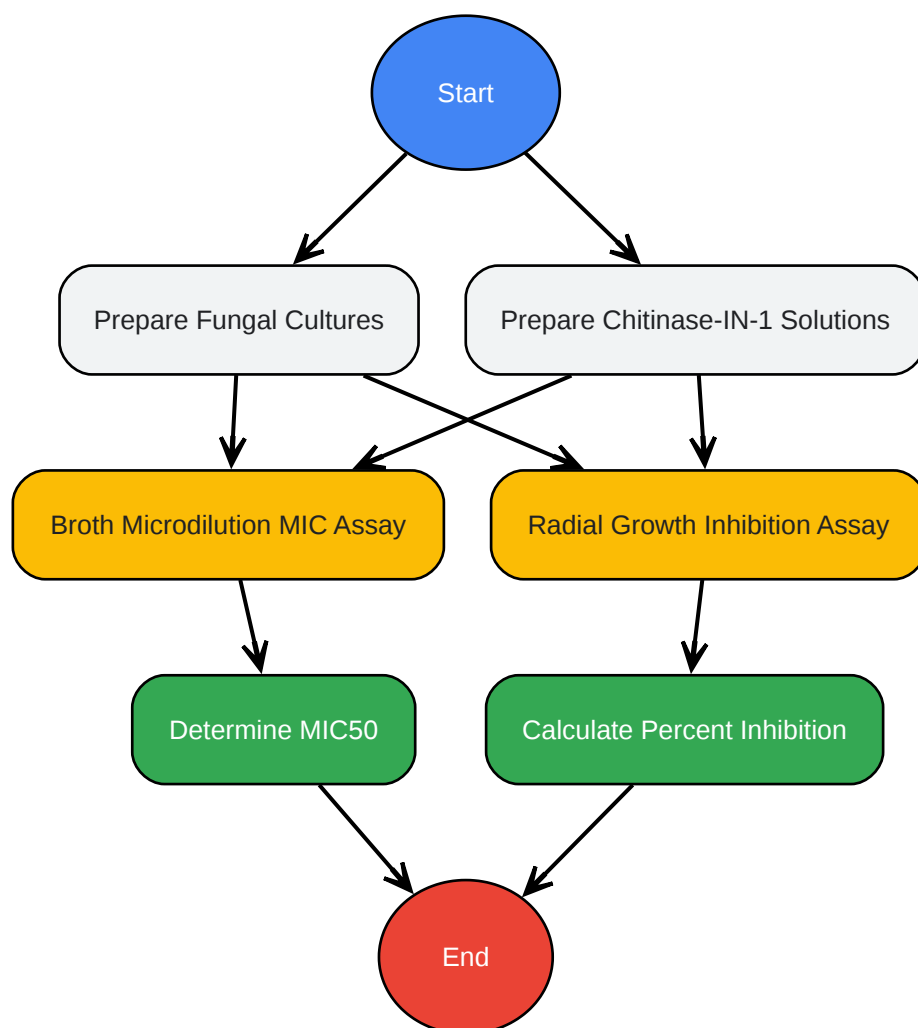 Start
Prepare Fungal Cultures
Prepare Chitinase-IN-1 Solutions
Broth Microdilution MIC Assay
Radial Growth Inhibition Assay
Determine MIC50
Calculate Percent Inhibition
End